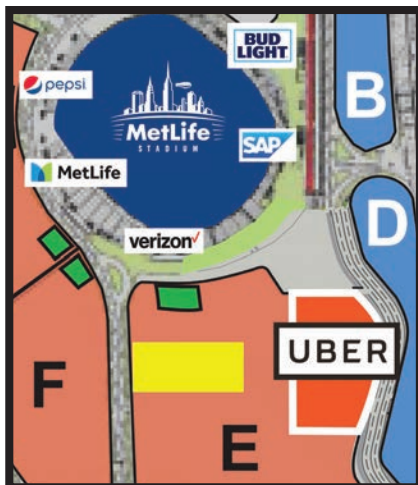 BUD
LIGHT
pepsi
MetLife
STADIUM
B
SAP
MetLife
verizon
D
UBER
F
E